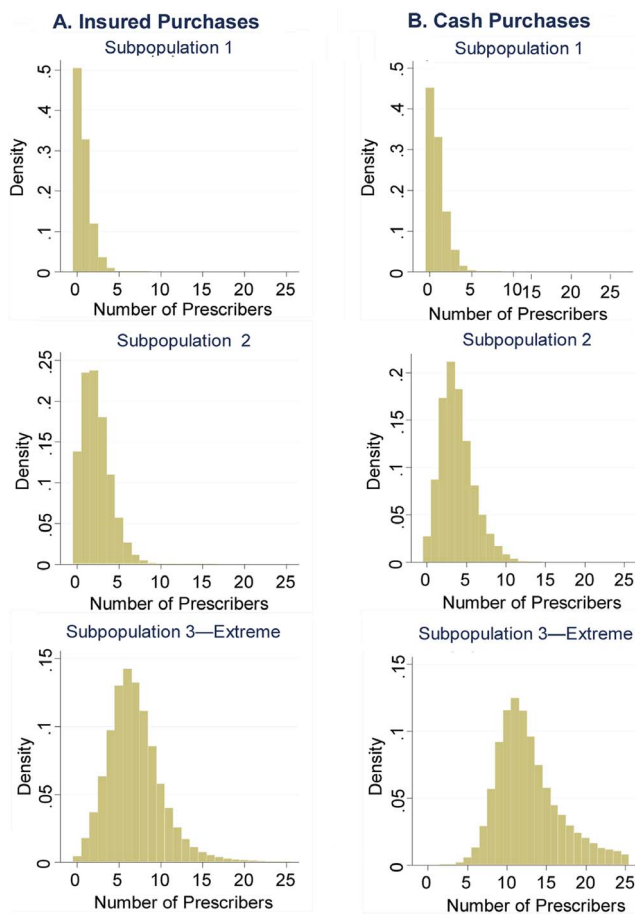 A. Insured Purchases
Subpopulation 1
Density
.5
.4
.3
.2
.1
0
0 5 10 15 20 25
Number of Prescribers
Subpopulation 2
Density
.25
.2
.15
.1
.05
0
0 5 10 15 20 25
Number of Prescribers
Subpopulation 3—Extreme
Density
.15
.1
.05
0
0 5 10 15 20 25
Number of Prescribers
B. Cash Purchases
Subpopulation 1
Density
.5
.4
.3
.2
.1
0
0 5 1015 20 25
Number of Prescribers
Subpopulation 2
Density
.2
.15
.1
.05
0
0 5 10 15 20 25
Number of Prescribers
Subpopulation 3—Extreme
Density
.15
.1
.05
0
0 5 10 15 20 25
Number of Prescribers